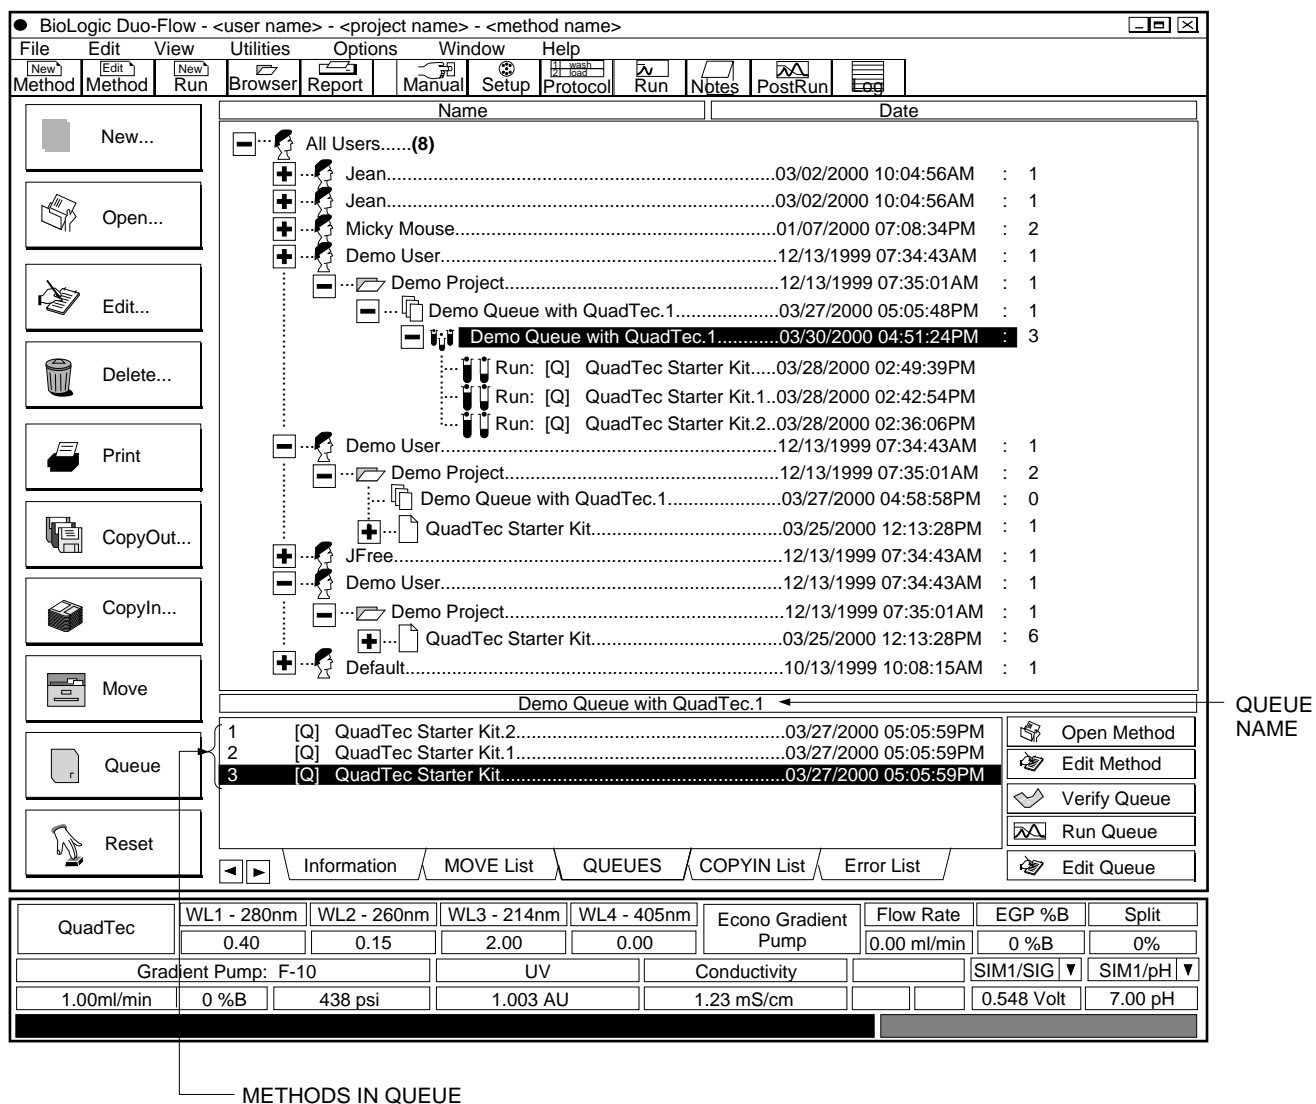 BioLogic Duo-Flow - <user name> - <project name> - <method name>
File Edit View Utilities Options Window Help
New Method
Edit Method
New Run
Browser
Report
Manual
Setup
1 wash 2 load Protocol
Run
Notes
PostRun
Log
New...
Open...
Edit...
Delete...
Print
CopyOut...
CopyIn...
Move
Queue
Reset
Name Date
All Users......(8)
Jean....03/02/2000 10:04:56AM : 1
Jean....03/02/2000 10:04:56AM : 1
Micky Mouse....01/07/2000 07:08:34PM : 2
Demo User....12/13/1999 07:34:43AM : 1
Demo Project....12/13/1999 07:35:01AM : 1
Demo Queue with QuadTec.1....03/27/2000 05:05:48PM : 1
Demo Queue with QuadTec.1....03/30/2000 04:51:24PM : 3
Run: [Q] QuadTec Starter Kit.....03/28/2000 02:49:39PM
Run: [Q] QuadTec Starter Kit.1..03/28/2000 02:42:54PM
Run: [Q] QuadTec Starter Kit.2..03/28/2000 02:36:06PM
Demo User....12/13/1999 07:34:43AM : 1
Demo Project....12/13/1999 07:35:01AM : 2
Demo Queue with QuadTec.1....03/27/2000 04:58:58PM : 0
QuadTec Starter Kit....03/25/2000 12:13:28PM : 1
JFree....12/13/1999 07:34:43AM : 1
Demo User....12/13/1999 07:34:43AM : 1
Demo Project....12/13/1999 07:35:01AM : 1
QuadTec Starter Kit....03/25/2000 12:13:28PM : 6
Default....10/13/1999 10:08:15AM : 1
Demo Queue with QuadTec.1
QUEUE NAME
1 [Q] QuadTec Starter Kit.2....03/27/2000 05:05:59PM
2 [Q] QuadTec Starter Kit.1....03/27/2000 05:05:59PM
3 [Q] QuadTec Starter Kit....03/27/2000 05:05:59PM
Open Method
Edit Method
Verify Queue
Run Queue
Edit Queue
Information MOVE List QUEUES COPYIN List Error List
QuadTec WL1 - 280nm WL2 - 260nm WL3 - 214nm WL4 - 405nm Econo Gradient Pump Flow Rate EGP %B Split
0.40 0.15 2.00 0.00 0.00 ml/min 0 %B 0%
Gradient Pump: F-10 UV Conductivity SIM1/SIG SIM1/pH
1.00ml/min 0 %B 438 psi 1.003 AU 1.23 mS/cm 0.548 Volt 7.00 pH
METHODS IN QUEUE